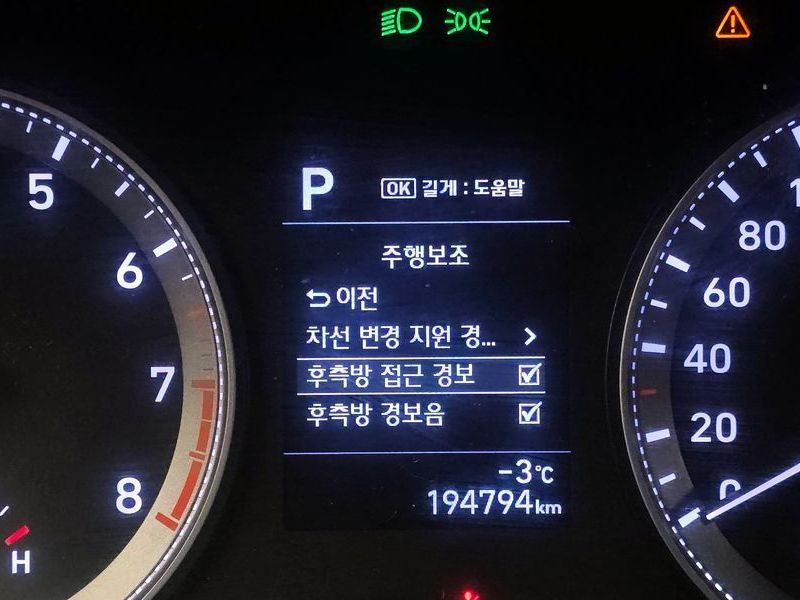 P
OK 길게 : 도움말
주행보조
이전
차선 변경 지원 경...
후측방 접근 경보
후측방 경보음
-3℃
194794km
5
6
7
8
H
80
60
40
20
0